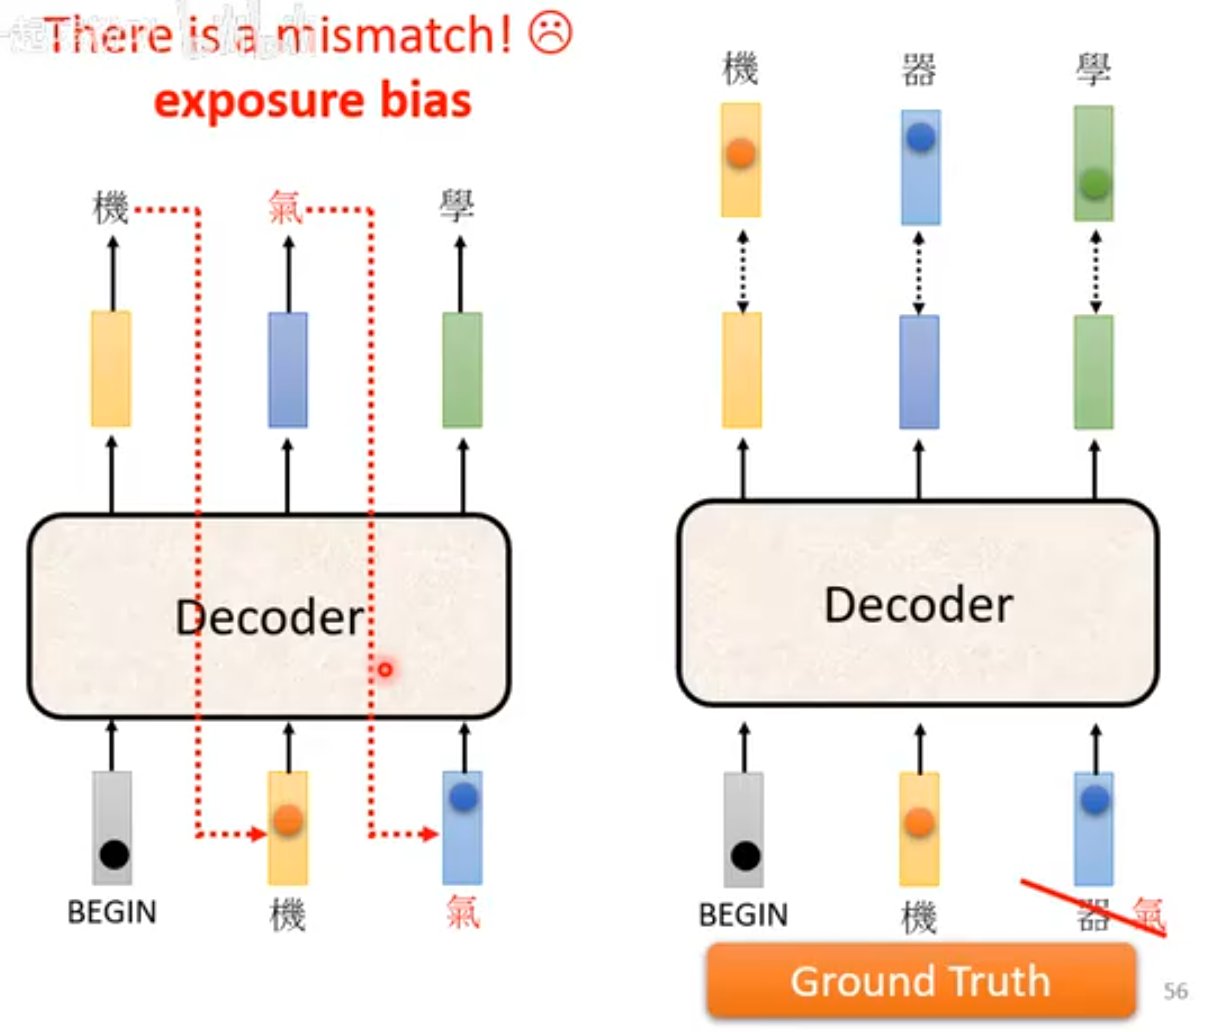 There is a mismatch! ☹
exposure bias
機 氣 學
Decoder
BEGIN 機 氣
機 器 學
Decoder
BEGIN 機 器 氣
Ground Truth
56